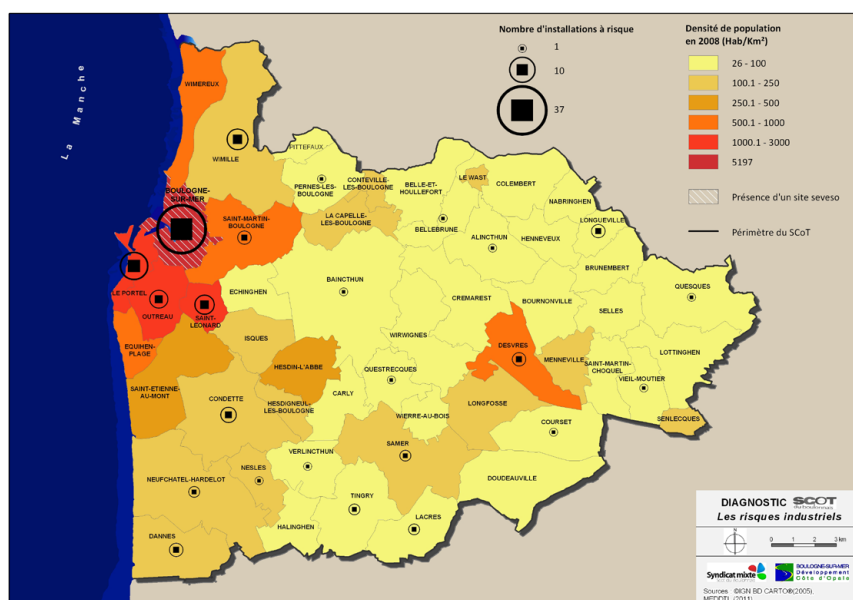 La Manche
Nombre d'installations à risque
1
10
37
Densité de population
en 2008 (Hab/Km²)
26 - 100
100.1 - 250
250.1 - 500
500.1 - 1000
1000.1 - 3000
5197
Présence d'un site seveso
Périmètre du SCoT
WIMEREUX
WIMILLE
PITTEFAUX
PERNES-LES-
BOULOGNE
CONTEVILLE-
LES-BOULOGNE
BELLE-ET-
HOULLEFORT
LE WAST
COLEMBERT
NABRINGHEN
BOULOGNE-
SUR-MER
SAINT-MARTIN-
BOULOGNE
LA CAPELLE-
LES-BOULOGNE
BELLEBRUNE
ALINCTHUN
HENNEVEUX
LONGUEVILLE
BRUNEMBERT
LE PORTEL
OUTREAU
SAINT-
LÉONARD
ECHINGHEN
BAINCTHUN
CREMAREST
BOURNONVILLE
SELLES
QUESQUES
EQUIHEN-
PLAGE
ISQUES
WIRWIGNES
DESVRES
MENNEVILLE
SAINT-MARTIN-
CHOQUEL
LOTTINGHEN
VIEIL-MOUTIER
SAINT-ETIENNE-
AU-MONT
HESDIN-L'ABBE
QUESTRECQUES
CONDETTE
HESDIGNEUL-
LES-BOULOGNE
CARLY
WIERRE-AU-BOIS
LONGFOSSE
COURSET
SENLECQUES
SAMER
VERLINCTHUN
NESLES
NEUFCHATEL-HARDELOT
TINGRY
DOUDEAUVILLE
LACRES
HALINGHEN
DANNES
DIAGNOSTIC SCOT
du boulonnais
Les risques industriels
N
0 1 2 3 km
Syndicat mixte
BOULOGNE-SUR-MER
Développement
Côte d'Opale
Sources ©IGN BD CARTO®(2005),
MEDDTL (2011)